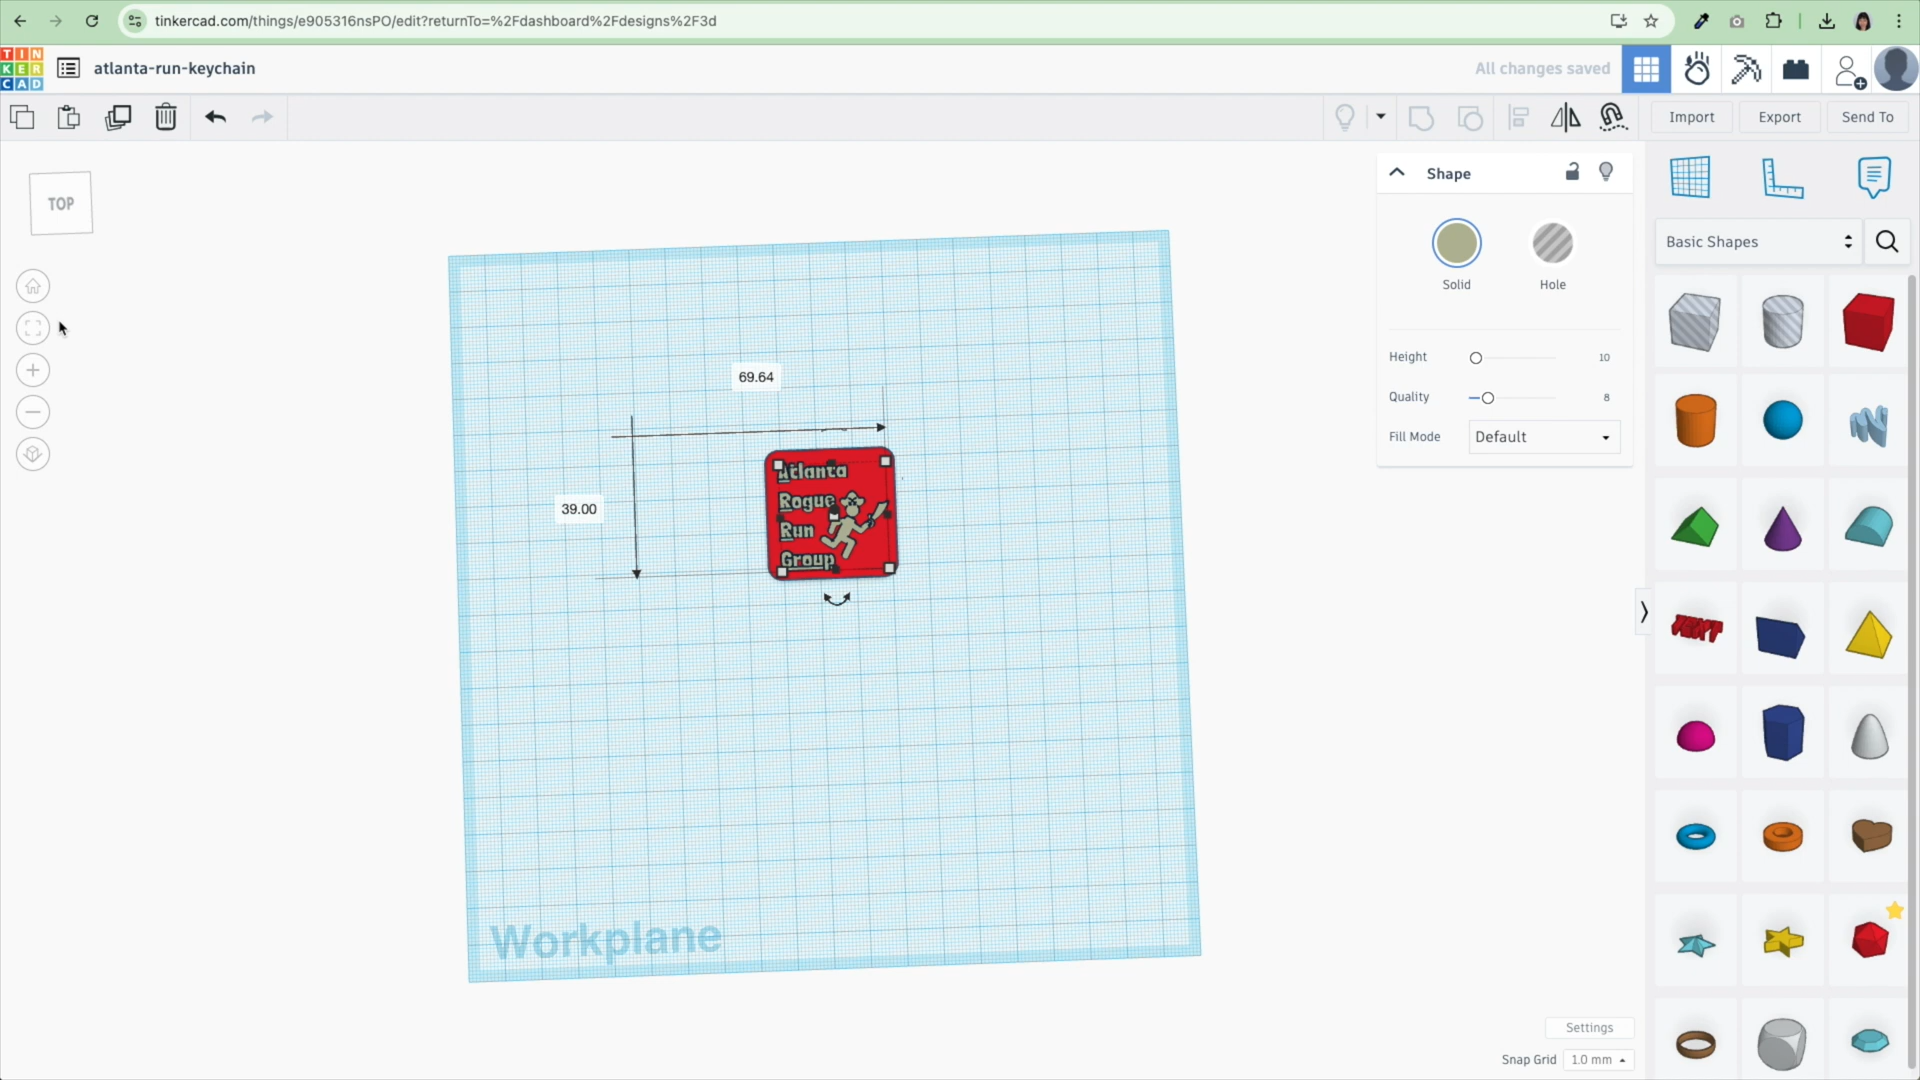 tinkercad.com/things/e905316nsPO/edit?returnTo=%2Fdashboard%2Fdesigns%2F3d
TIN
KER
CAD
atlanta-run-keychain
All changes saved
Import
Export
Send To
TOP
Shape
Solid
Hole
Height
10
Quality
8
Fill Mode
Default
Basic Shapes
69.64
39.00
Atlanta
Rogue
Run
Group
TEXT
Workplane
Settings
Snap Grid
1.0 mm